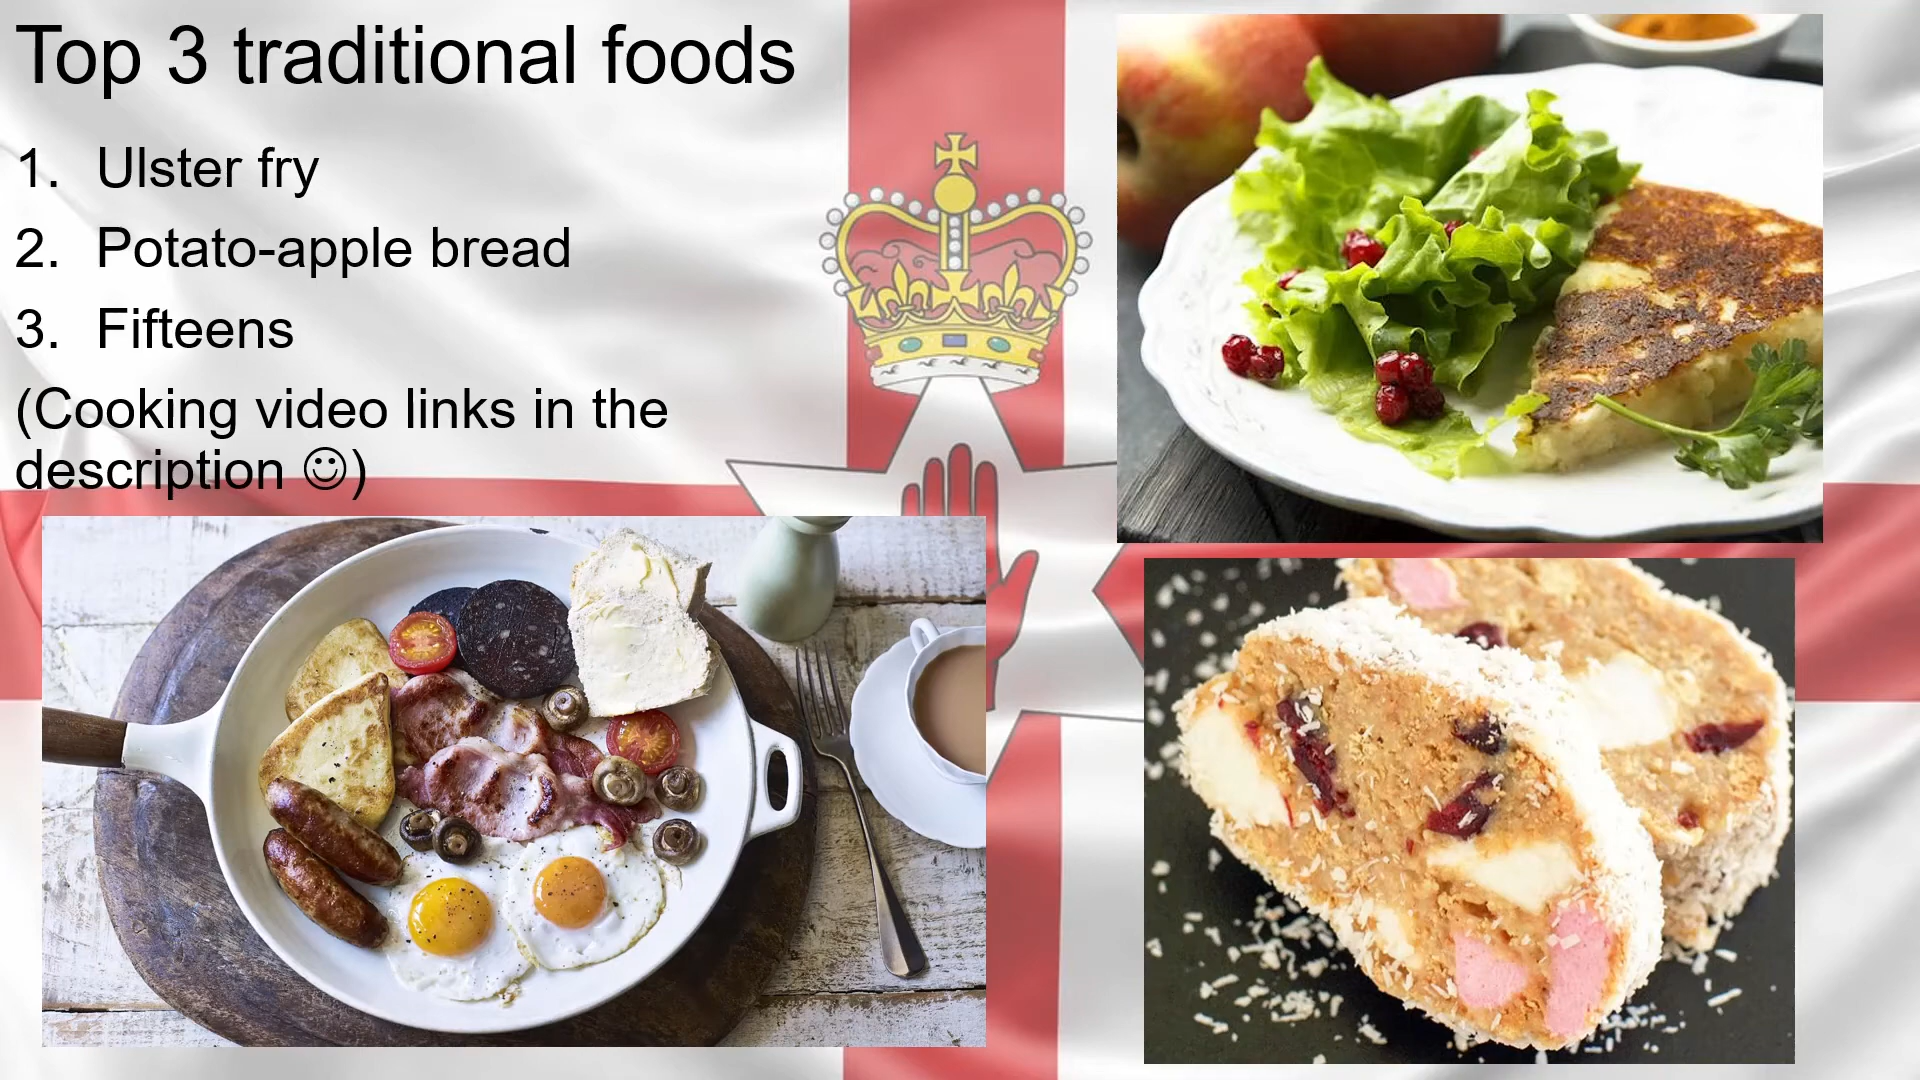 Top 3 traditional foods
1. Ulster fry
2. Potato-apple bread
3. Fifteens
(Cooking video links in the
description ☺)